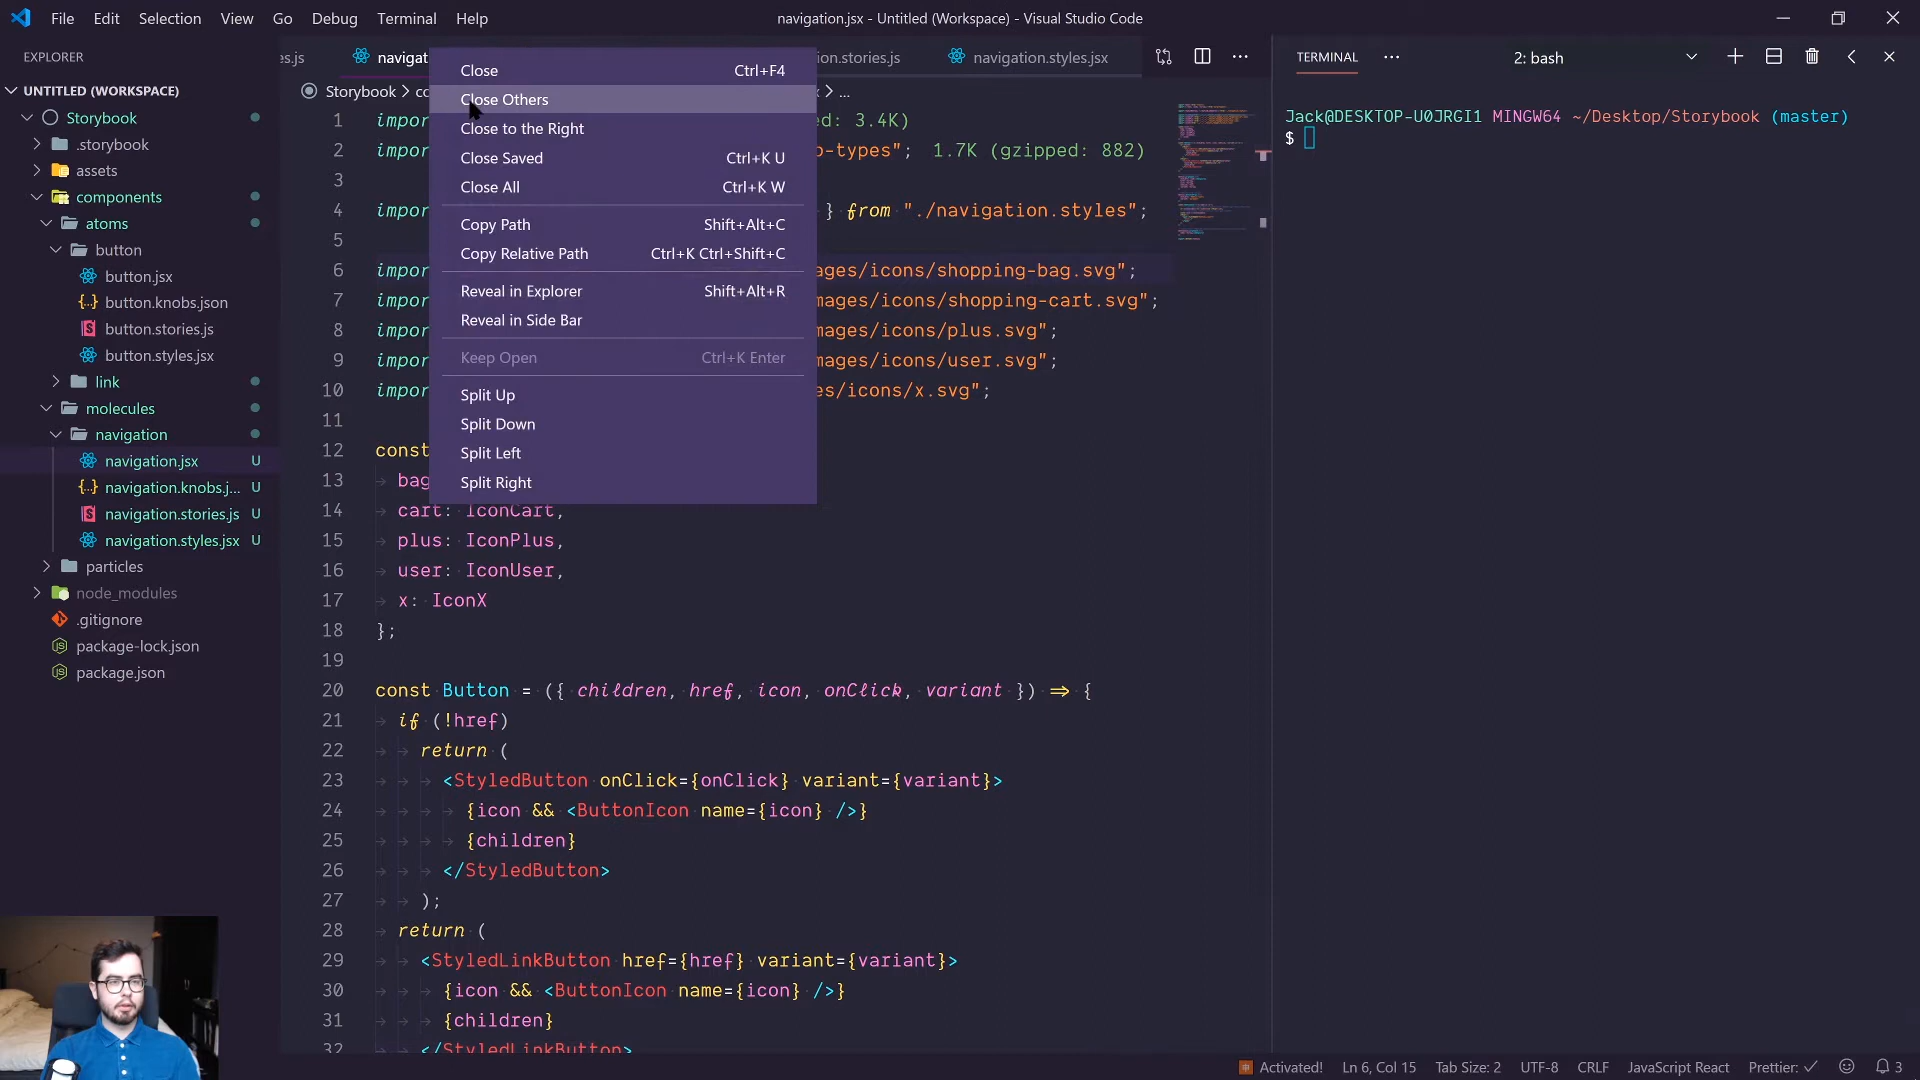 File Edit Selection View Go Debug Terminal Help
navigation.jsx - Untitled (Workspace) - Visual Studio Code
EXPLORER
UNTITLED (WORKSPACE)
Storybook
.storybook
assets
components
atoms
button
button.jsx
button.knobs.json
button.stories.js
button.styles.jsx
link
molecules
navigation
navigation.jsx U
navigation.knobs.j... U
navigation.stories.js U
navigation.styles.jsx U
particles
node_modules
.gitignore
package-lock.json
package.json
es.js navigat ion.stories.js navigation.styles.jsx
Storybook > co > ...
Close Ctrl+F4
Close Others
Close to the Right
Close Saved Ctrl+K U
Close All Ctrl+K W
Copy Path Shift+Alt+C
Copy Relative Path Ctrl+K Ctrl+Shift+C
Reveal in Explorer Shift+Alt+R
Reveal in Side Bar
Keep Open Ctrl+K Enter
Split Up
Split Down
Split Left
Split Right
1 impor ed: 3.4K)
2 impor p-types"; 1.7K (gzipped: 882)
3
4 impor } from "./navigation.styles";
5
6 impor ages/icons/shopping-bag.svg";
7 impor mages/icons/shopping-cart.svg";
8 impor mages/icons/plus.svg";
9 impor mages/icons/user.svg";
10 impor es/icons/x.svg";
11
12 const
13 bag
14 cart: IconCart,
15 plus: IconPlus,
16 user: IconUser,
17 x: IconX
18 };
19
20 const Button = ({ children, href, icon, onClick, variant }) => {
21 if (!href)
22 return (
23 <StyledButton onClick={onClick} variant={variant}>
24 {icon && <ButtonIcon name={icon} />}
25 {children}
26 </StyledButton>
27 );
28 return (
29 <StyledLinkButton href={href} variant={variant}>
30 {icon && <ButtonIcon name={icon} />}
31 {children}
32 </StyledLinkButton>
TERMINAL ... 2: bash
Jack@DESKTOP-U0JRGI1 MINGW64 ~/Desktop/Storybook (master)
$
Activated! Ln 6, Col 15 Tab Size: 2 UTF-8 CRLF JavaScript React Prettier: ✓ 3